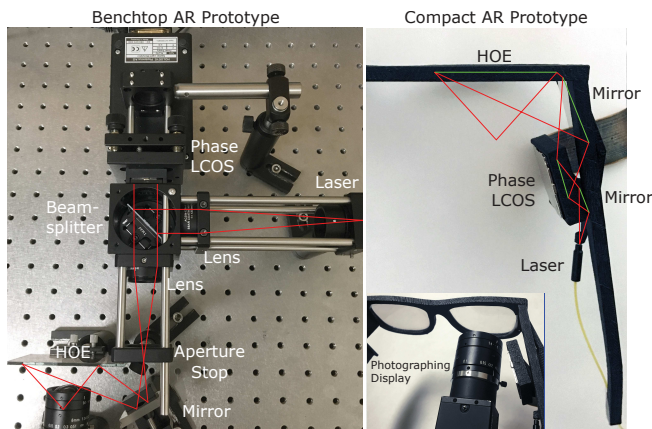 Benchtop AR Prototype
Compact AR Prototype
HOE
Mirror
Phase
LCOS
Laser
Phase
LCOS
Mirror
Beam-
splitter
Lens
Lens
Laser
HOE
Aperture
Stop
Photographing
Display
Mirror